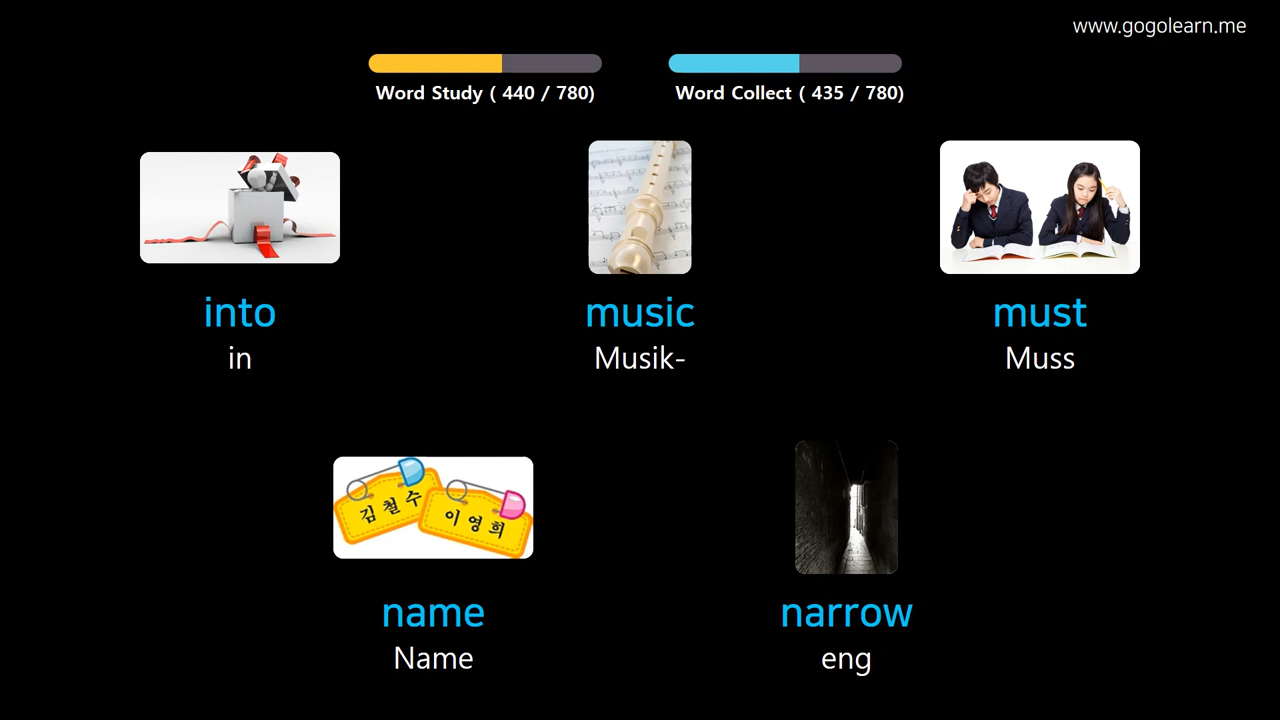 www.gogolearn.me
Word Study ( 440 / 780)
Word Collect ( 435 / 780)
into
in
music
Musik-
must
Muss
김철수
이영희
name
Name
narrow
eng